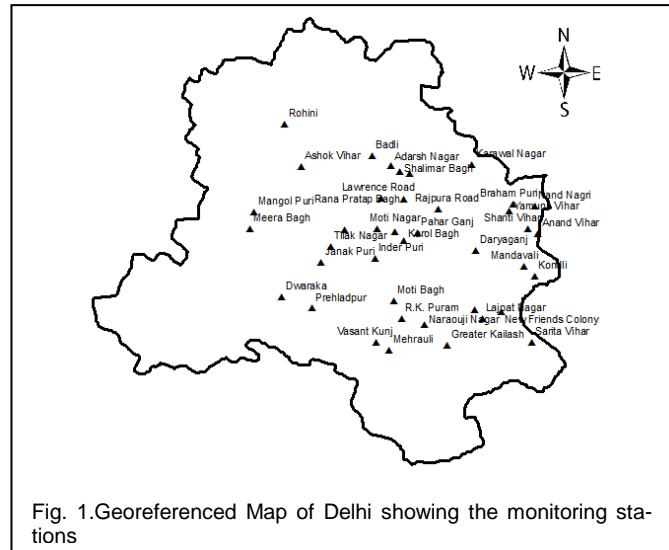 N
W E
S
Rohini
Badli
Ashok Vihar
Adarsh Nagar
Karawal Nagar
Shalimar Bagh
Lavrence Road
Braham Puri
Nand Nagri
Mangol Puri
Rana Pratap Bagh
Rajpura Road
Yamuna Vihar
Meera Bagh
Moti Nagar
Pahar Ganj
Shanti Vihar
Anand Vihar
Tilak Nagar
Karol Bagh
Daryaganj
Janak Puri
Inder Puri
Mandavali
Kondli
Dwaraka
Prehladpur
Moti Bagh
R.K. Puram
Lajpat Nagar
Naraouji Nagar
New Friends Colony
Vasant Kunj
Mehrauli
Greater Kailash
Sarita Vihar
Fig. 1.Georeferenced Map of Delhi showing the monitoring sta-
tions